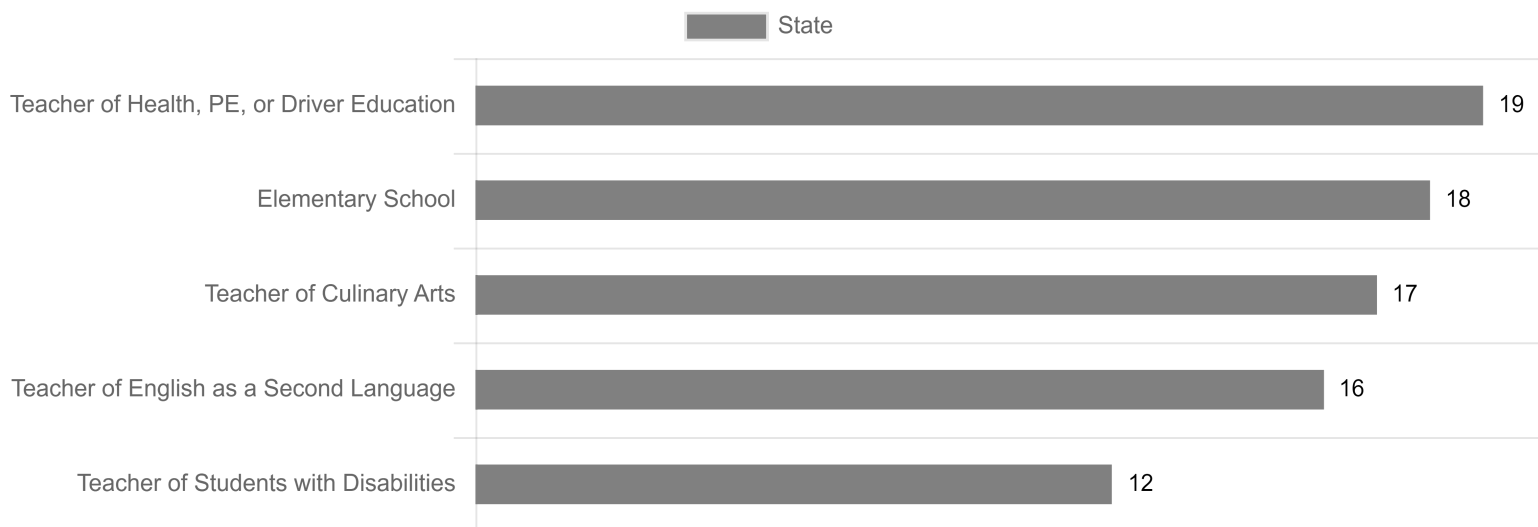 State
Teacher of Health, PE, or Driver Education 19
Elementary School 18
Teacher of Culinary Arts 17
Teacher of English as a Second Language 16
Teacher of Students with Disabilities 12